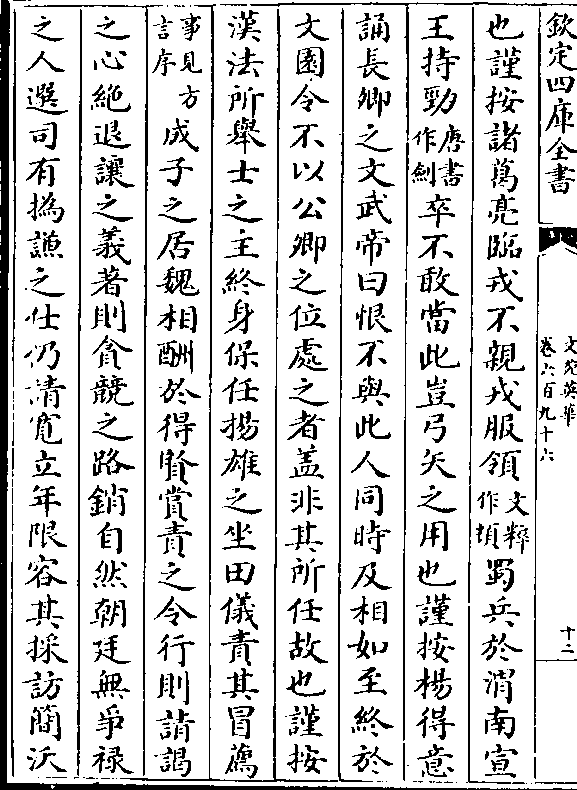 欽定四庫全書
文苑英華
卷六百九十六
十二
也謹按諸葛亮臨戎不親戎服領文粹作頓蜀兵於渭南宣
王持勁唐書作劍卒不敢當此豈弓矢之用也謹按楊得意
誦長卿之文武帝曰恨不與此人同時及相如至終於
文園令不以公卿之位處之者盖非其所任故也謹按
漢法所舉士之主終身保任揚雄之坐田儀責其冒薦
事見方言序成子之居魏相酬於得賢賞責之令行則請謁
之心絶退讓之義著則貪競之路銷自然朝廷無爭祿
之人選司有撝謙之仕仍請寛立年限容其採訪簡汰